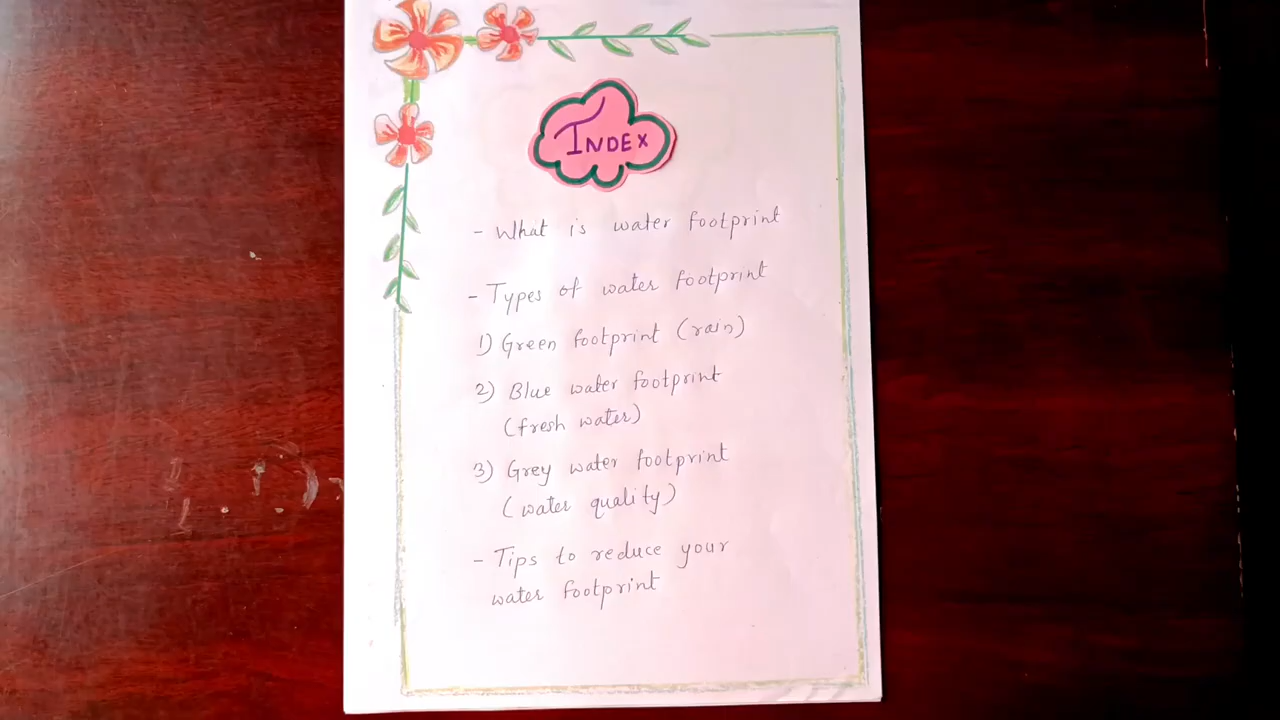 INDEX
- What is water footprint
- Types of water footprint
1) Green footprint (rain)
2) Blue water footprint
(fresh water)
3) Grey water footprint
(water quality)
- Tips to reduce your
water footprint